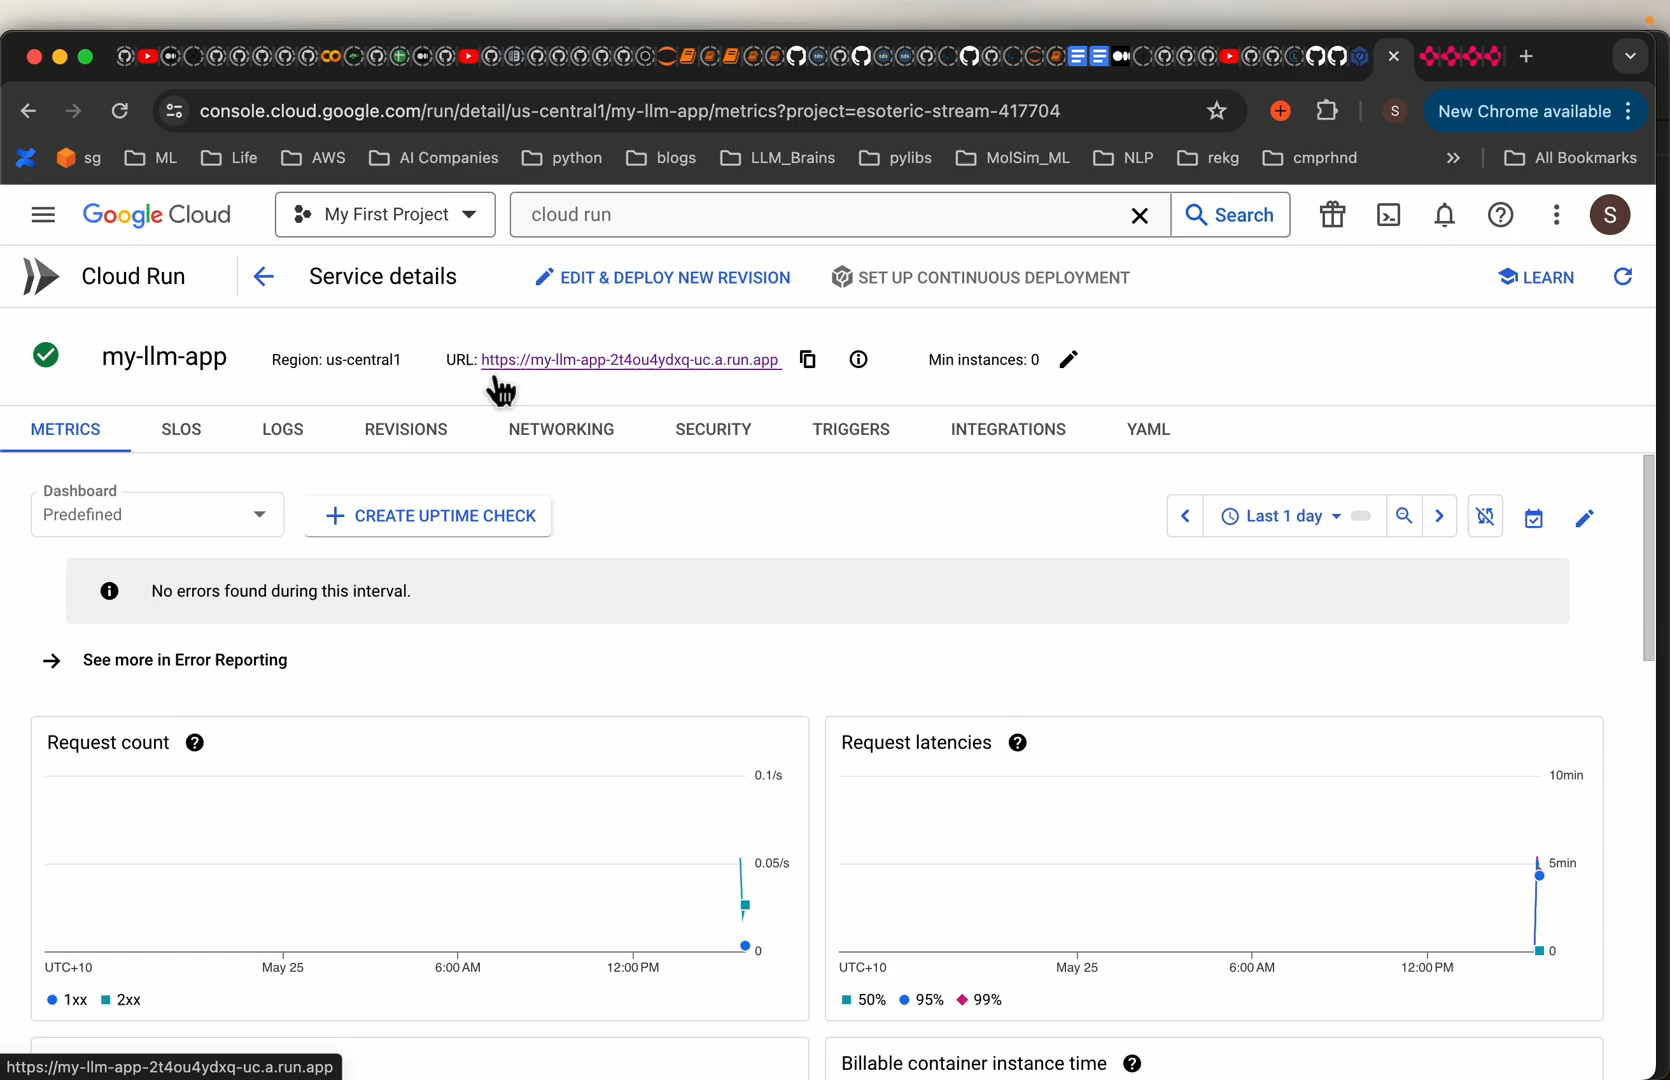 console.cloud.google.com/run/detail/us-central1/my-llm-app/metrics?project=esoteric-stream-417704
S
New Chrome available
sg
ML
Life
AWS
AI Companies
python
blogs
LLM_Brains
pylibs
MolSim_ML
NLP
rekg
cmprhnd
All Bookmarks
Google Cloud
My First Project
cloud run
Search
S
Cloud Run
Service details
EDIT & DEPLOY NEW REVISION
SET UP CONTINUOUS DEPLOYMENT
LEARN
my-llm-app
Region: us-central1
URL: https://my-llm-app-2t4ou4ydxq-uc.a.run.app
Min instances: 0
METRICS
SLOS
LOGS
REVISIONS
NETWORKING
SECURITY
TRIGGERS
INTEGRATIONS
YAML
Dashboard
Predefined
CREATE UPTIME CHECK
Last 1 day
No errors found during this interval.
See more in Error Reporting
Request count
0.1/s
0.05/s
0
UTC+10
May 25
6:00 AM
12:00 PM
1xx
2xx
Request latencies
10min
5min
0
UTC+10
May 25
6:00 AM
12:00 PM
50%
95%
99%
Billable container instance time
https://my-llm-app-2t4ou4ydxq-uc.a.run.app